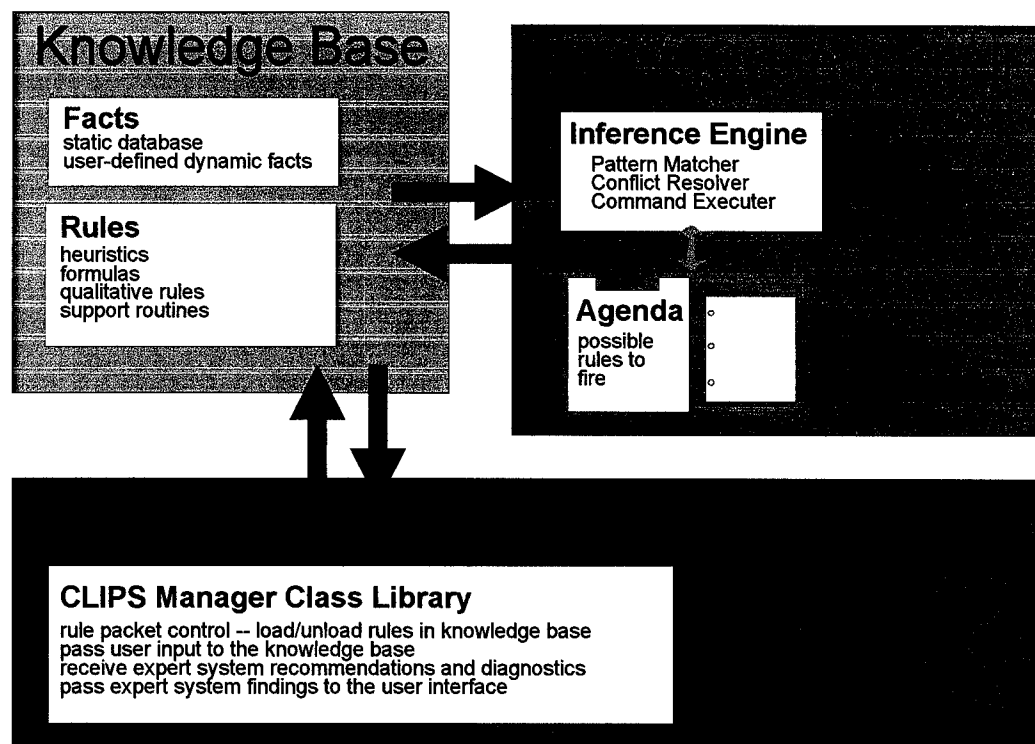 Knowledge Base
Facts
static database
user-defined dynamic facts
Rules
heuristics
formulas
qualitative rules
support routines
Inference Engine
Pattern Matcher
Conflict Resolver
Command Executer
Agenda
possible
rules to
fire
CLIPS Manager Class Library
rule packet control -- load/unload rules in knowledge base
pass user input to the knowledge base
receive expert system recommendations and diagnostics
pass expert system findings to the user interface